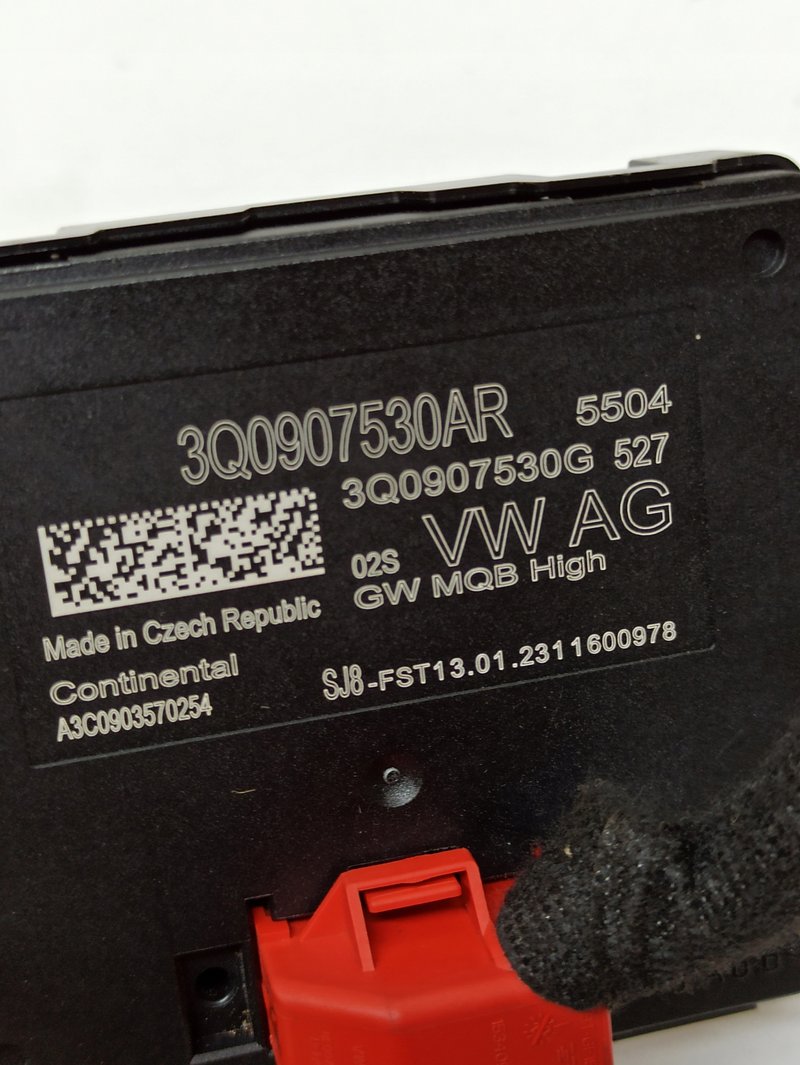 3Q0907530AR 5504
3Q0907530G 527
02S VW AG
GW MQB High
Made in Czech Republic
Continental
A3C0903570254
SJ8-FST13.01.2311600978